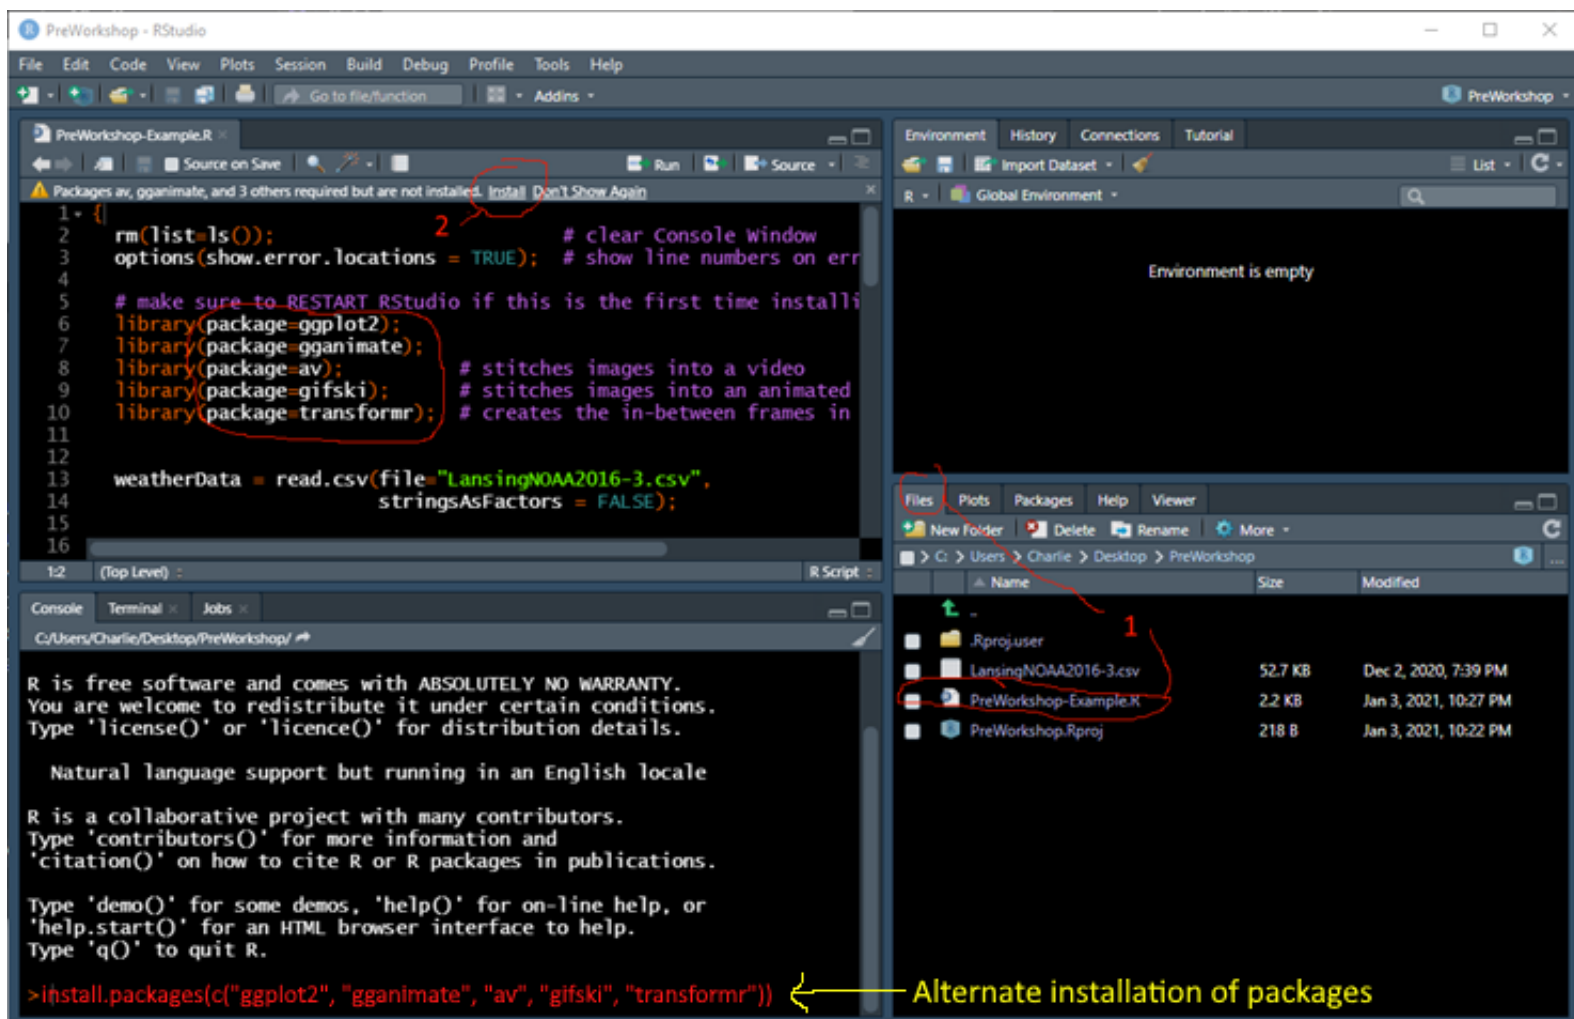 PreWorkshop - RStudio
File Edit Code View Plots Session Build Debug Profile Tools Help
Go to file/function Addins PreWorkshop
PreWorkshop-Example.R
Source on Save Run Source
Packages av, gganimate, and 3 others required but are not installed. Install Don't Show Again
2
1 {
2 rm(list=ls()); # clear Console Window
3 options(show.error.locations = TRUE); # show line numbers on err
4
5 # make sure to RESTART RStudio if this is the first time installi
6 library(package=ggplot2);
7 library(package=gganimate);
8 library(package=av); # stitches images into a video
9 library(package=gifski); # stitches images into an animated
10 library(package=transformr); # creates the in-between frames in
11
12
13 weatherData = read.csv(file="LansingNOAA2016-3.csv",
14 stringsAsFactors = FALSE);
15
16
1:2 (Top Level) R Script
Console Terminal Jobs
C:/Users/Charlie/Desktop/PreWorkshop/
R is free software and comes with ABSOLUTELY NO WARRANTY.
You are welcome to redistribute it under certain conditions.
Type 'license()' or 'licence()' for distribution details.
Natural language support but running in an English locale
R is a collaborative project with many contributors.
Type 'contributors()' for more information and
'citation()' on how to cite R or R packages in publications.
Type 'demo()' for some demos, 'help()' for on-line help, or
'help.start()' for an HTML browser interface to help.
Type 'q()' to quit R.
>install.packages(c("ggplot2", "gganimate", "av", "gifski", "transformr"))
Alternate installation of packages
Environment History Connections Tutorial
Import Dataset List
R Global Environment
Environment is empty
Files Plots Packages Help Viewer
New Folder Delete Rename More
C: > Users > Charlie > Desktop > PreWorkshop
Name Size Modified
..
1
.Rproj.user
LansingNOAA2016-3.csv 52.7 KB Dec 2, 2020, 7:39 PM
PreWorkshop-Example.R 2.2 KB Jan 3, 2021, 10:27 PM
PreWorkshop.Rproj 218 B Jan 3, 2021, 10:22 PM